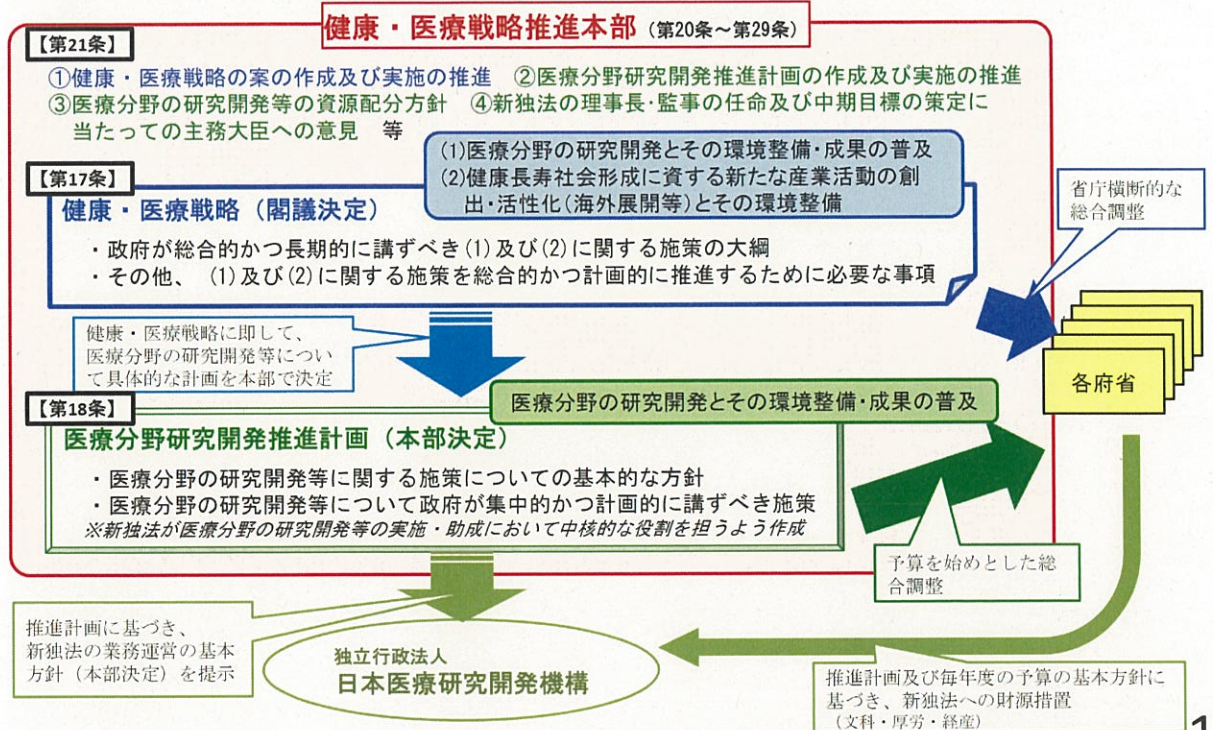 健康・医療戦略推進本部 (第20条~第29条)
【第21条】
①健康・医療戦略の案の作成及び実施の推進 ②医療分野研究開発推進計画の作成及び実施の推進
③医療分野の研究開発等の資源配分方針 ④新独法の理事長・監事の任命及び中期目標の策定に
当たっての主務大臣への意見 等
(1)医療分野の研究開発とその環境整備・成果の普及
(2)健康長寿社会形成に資する新たな産業活動の創
出・活性化(海外展開等)とその環境整備
【第17条】
健康・医療戦略(閣議決定)
・政府が総合的かつ長期的に講ずべき(1)及び(2)に関する施策の大綱
・その他、(1)及び(2)に関する施策を総合的かつ計画的に推進するために必要な事項
省庁横断的な
総合調整
健康・医療戦略に即して、
医療分野の研究開発等につい
て具体的な計画を本部で決定
各府省
【第18条】
医療分野の研究開発とその環境整備・成果の普及
医療分野研究開発推進計画(本部決定)
・医療分野の研究開発等に関する施策についての基本的な方針
・医療分野の研究開発等について政府が集中的かつ計画的に講ずべき施策
※新独法が医療分野の研究開発等の実施・助成において中核的な役割を担うよう作成
予算を始めとした総
合調整
推進計画に基づき、
新独法の業務運営の基本
方針(本部決定)を提示
独立行政法人
日本医療研究開発機構
推進計画及び毎年度の予算の基本方針に
基づき、新独法への財源措置
(文科・厚労・経産)
1